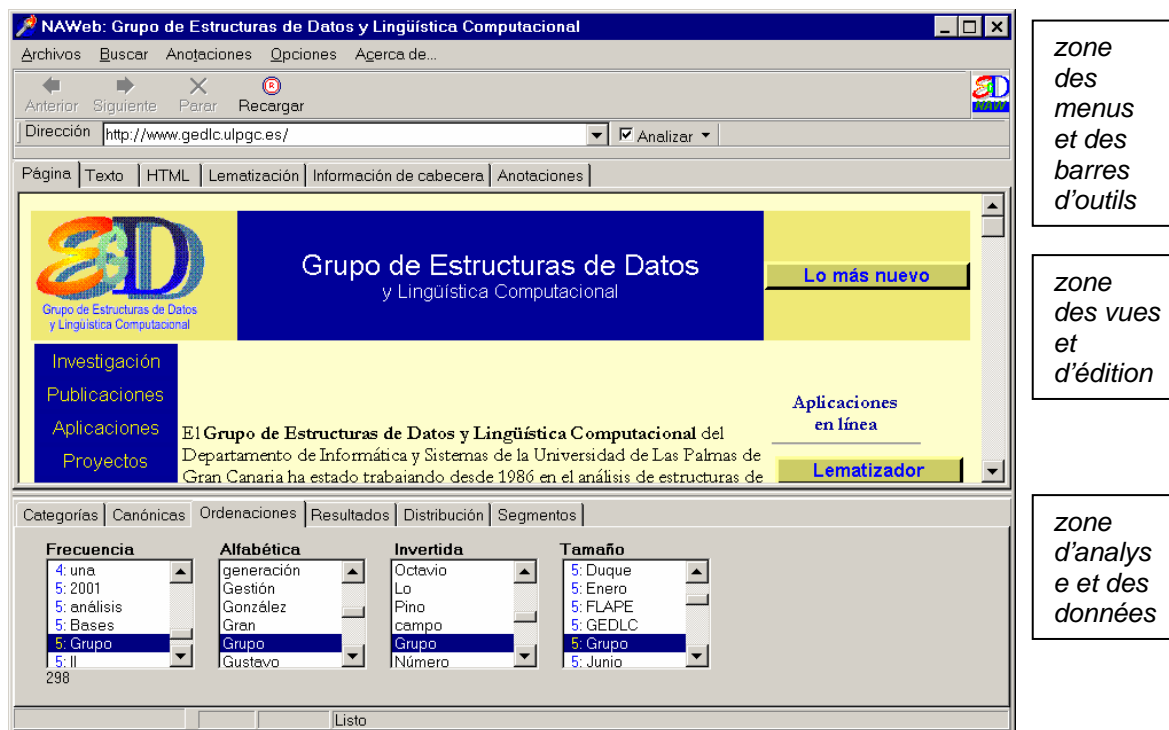 NAWeb: Grupo de Estructuras de Datos y Lingüística Computacional
Archivos Buscar Anotaciones Opciones Acerca de...
Anterior Siguiente Parar Recargar
NAW
Dirección http://www.gedlc.ulpgc.es/ Analizar
Página Texto HTML Lematización Información de cabecera Anotaciones
Grupo de Estructuras de Datos
y Lingüística Computacional
Grupo de Estructuras de Datos
y Lingüística Computacional
Lo más nuevo
Investigación
Publicaciones
Aplicaciones
Proyectos
El Grupo de Estructuras de Datos y Lingüística Computacional del
Departamento de Informática y Sistemas de la Universidad de Las Palmas de
Gran Canaria ha estado trabajando desde 1986 en el análisis de estructuras de
Aplicaciones
en línea
Lematizador
Categorías Canónicas Ordenaciones Resultados Distribución Segmentos
Frecuencia
4: una
5: 2001
5: análisis
5: Bases
5: Grupo
5: II
298
Alfabética
generación
Gestión
González
Gran
Grupo
Gustavo
Invertida
Octavio
Lo
Pino
campo
Grupo
Número
Tamaño
5: Duque
5: Enero
5: FLAPE
5: GEDLC
5: Grupo
5: Junio
Listo
zone
des
menus
et des
barres
d'outils
zone
des vues
et
d'édition
zone
d'analys
e et des
données